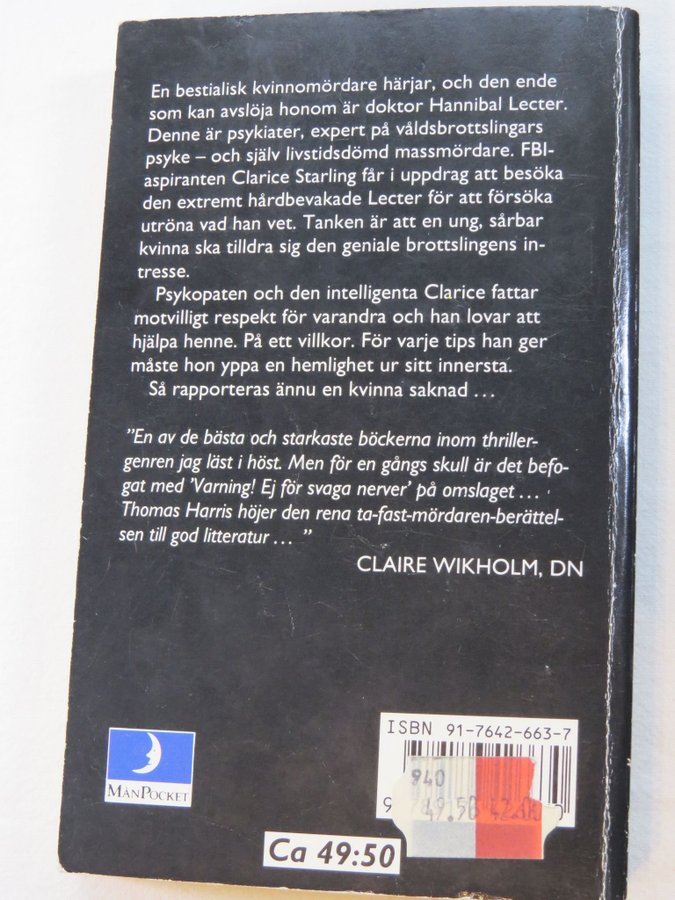 En bestialisk kvinnomördare härjar, och den ende
som kan avslöja honom är doktor Hannibal Lecter.
Denne är psykiater, expert på våldsbrottslingars
psyke – och själv livstidsdömd massmördare. FBI-
aspiranten Clarice Starling får i uppdrag att besöka
den extremt hårdbevakade Lecter för att försöka
utröna vad han vet. Tanken är att en ung, sårbar
kvinna ska tilldra sig den geniale brottslingens in-
tresse.
Psykopaten och den intelligenta Clarice fattar
motvilligt respekt för varandra och han lovar att
hjälpa henne. På ett villkor. För varje tips han ger
måste hon yppa en hemlighet ur sitt innersta.
Så rapporteras ännu en kvinna saknad ...
”En av de bästa och starkaste böckerna inom thriller-
genren jag läst i höst. Men för en gångs skull är det befo-
gat med ’Varning! Ej för svaga nerver’ på omslaget ...
Thomas Harris höjer den rena ta-fast-mördaren-berättel-
sen till god litteratur ... ”
CLAIRE WIKHOLM, DN
ISBN 91-7642-663-7
940
49.50
MÅNPOCKET
Ca 49:50